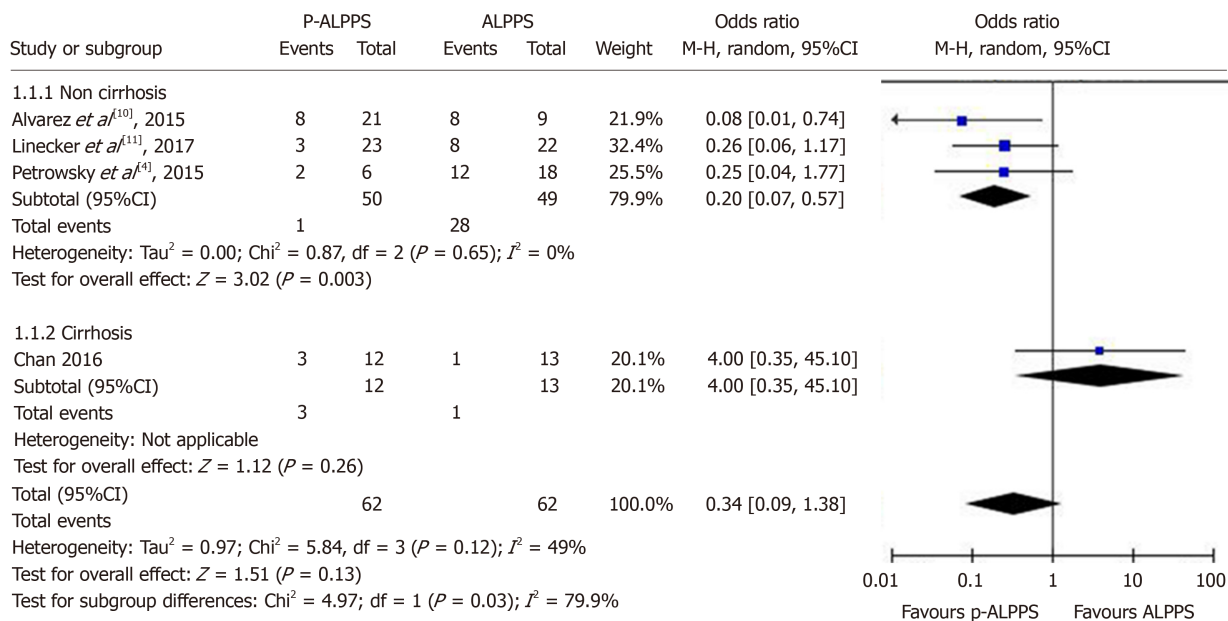 P-ALPPS ALPPS Odds ratio Odds ratio
Study or subgroup Events Total Events Total Weight M-H, random, 95%CI M-H, random, 95%CI
1.1.1 Non cirrhosis
Alvarez et al[10], 2015 8 21 8 9 21.9% 0.08 [0.01, 0.74]
Linecker et al[11], 2017 3 23 8 22 32.4% 0.26 [0.06, 1.17]
Petrowsky et al[4], 2015 2 6 12 18 25.5% 0.25 [0.04, 1.77]
Subtotal (95%CI) 50 49 79.9% 0.20 [0.07, 0.57]
Total events 1 28
Heterogeneity: Tau² = 0.00; Chi² = 0.87, df = 2 (P = 0.65); I² = 0%
Test for overall effect: Z = 3.02 (P = 0.003)
1.1.2 Cirrhosis
Chan 2016 3 12 1 13 20.1% 4.00 [0.35, 45.10]
Subtotal (95%CI) 12 13 20.1% 4.00 [0.35, 45.10]
Total events 3 1
Heterogeneity: Not applicable
Test for overall effect: Z = 1.12 (P = 0.26)
Total (95%CI) 62 62 100.0% 0.34 [0.09, 1.38]
Total events
Heterogeneity: Tau² = 0.97; Chi² = 5.84, df = 3 (P = 0.12); I² = 49%
Test for overall effect: Z = 1.51 (P = 0.13)
Test for subgroup differences: Chi² = 4.97; df = 1 (P = 0.03); I² = 79.9%
0.01 0.1 1 10 100
Favours p-ALPPS Favours ALPPS